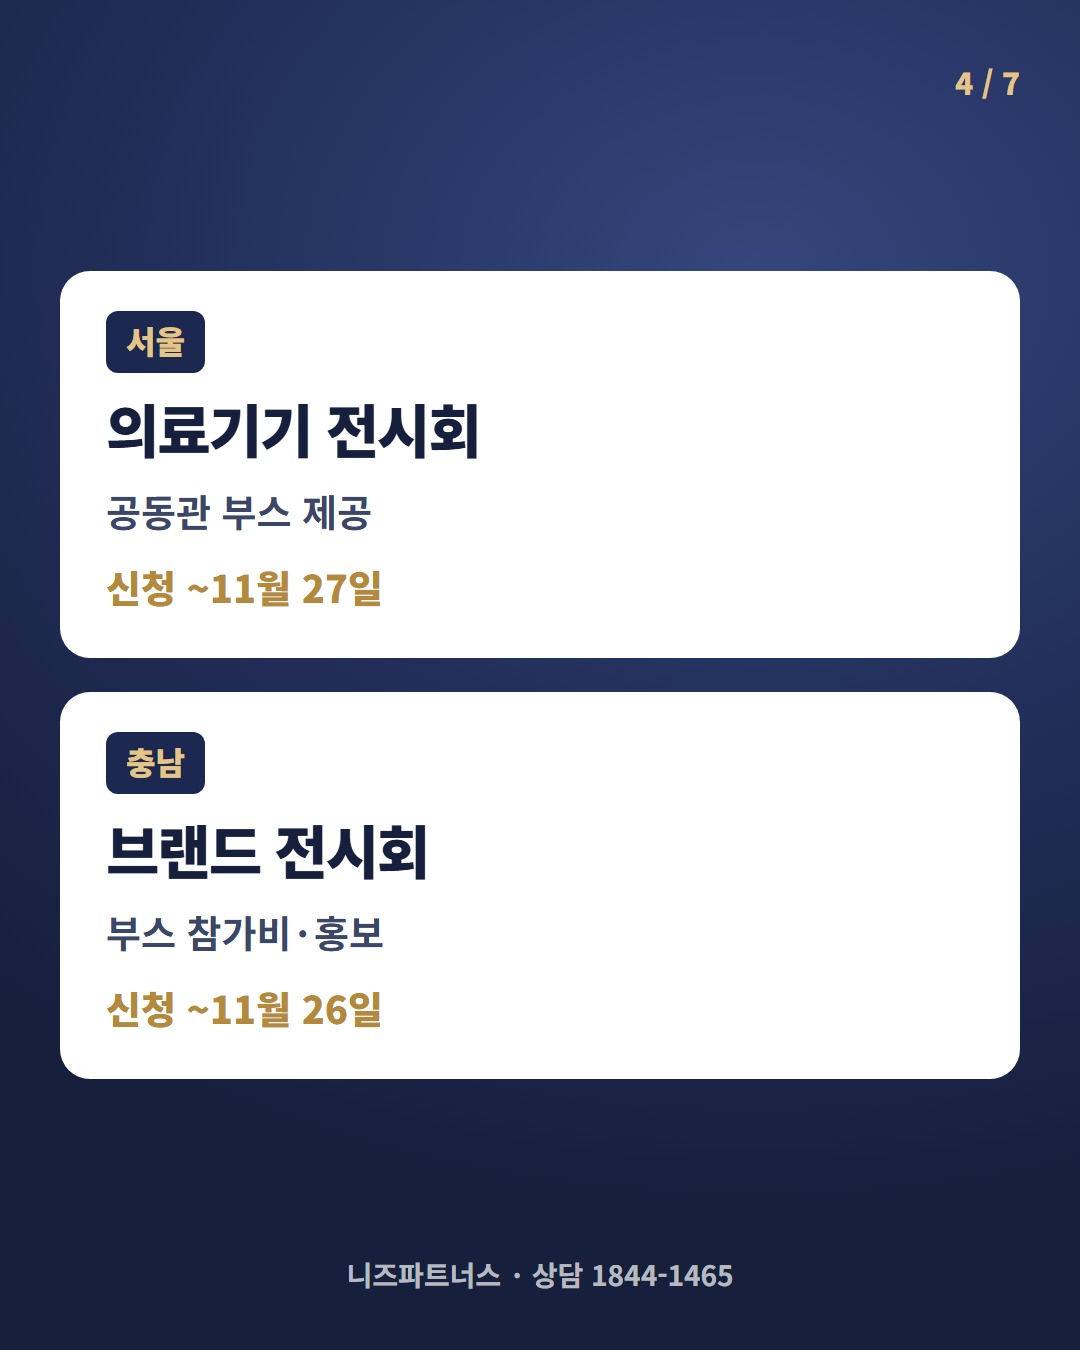 4 / 7
서울
의료기기 전시회
공동관 부스 제공
신청 ~11월 27일
충남
브랜드 전시회
부스 참가비·홍보
신청 ~11월 26일
니즈파트너스 · 상담 1844-1465